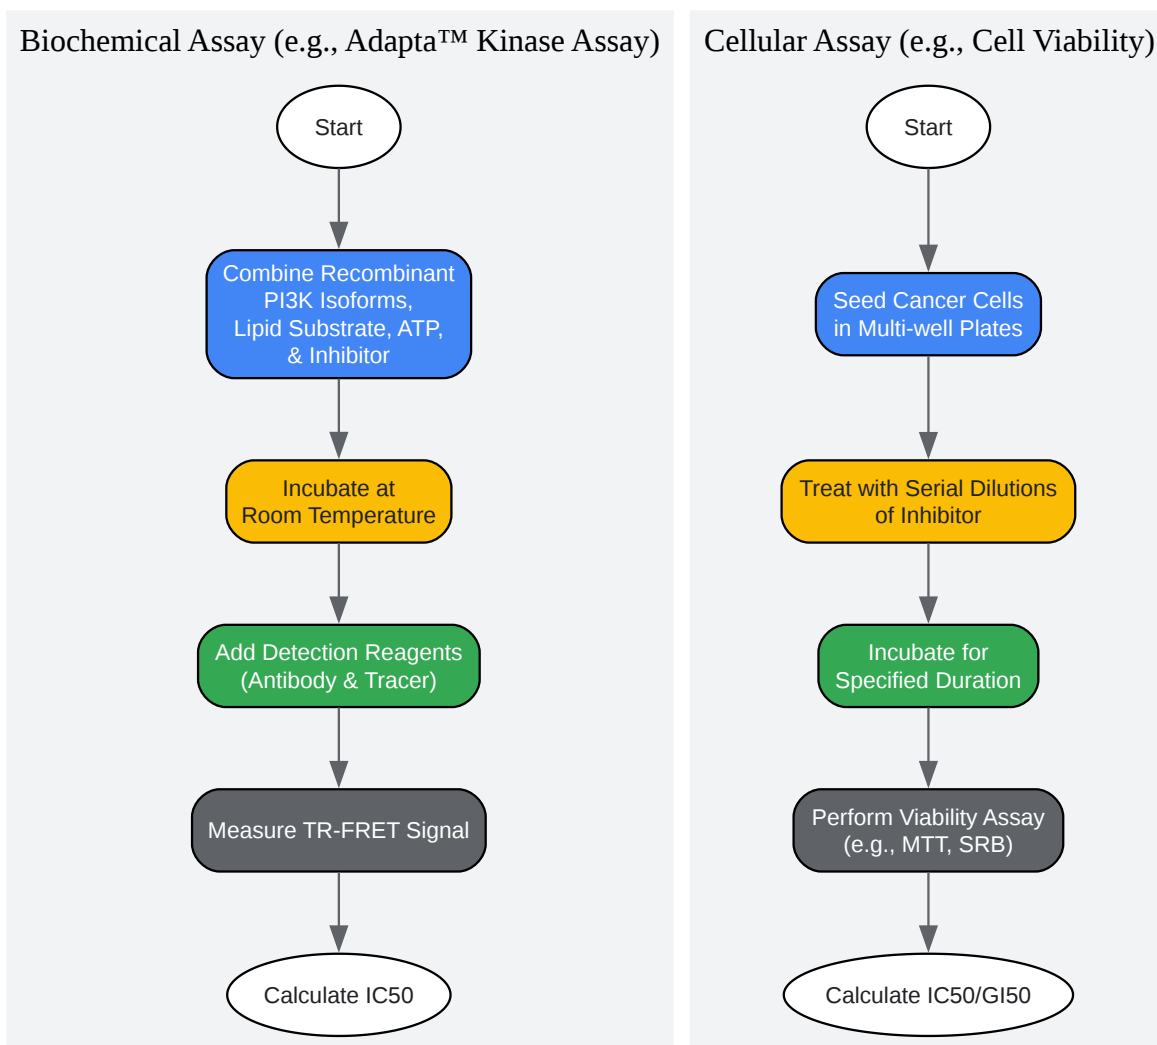 Biochemical Assay (e.g., Adapta™ Kinase Assay)
Start
Combine Recombinant
PI3K Isoforms,
Lipid Substrate, ATP,
& Inhibitor
Incubate at
Room Temperature
Add Detection Reagents
(Antibody & Tracer)
Measure TR-FRET Signal
Calculate IC50
Cellular Assay (e.g., Cell Viability)
Start
Seed Cancer Cells
in Multi-well Plates
Treat with Serial Dilutions
of Inhibitor
Incubate for
Specified Duration
Perform Viability Assay
(e.g., MTT, SRB)
Calculate IC50/GI50